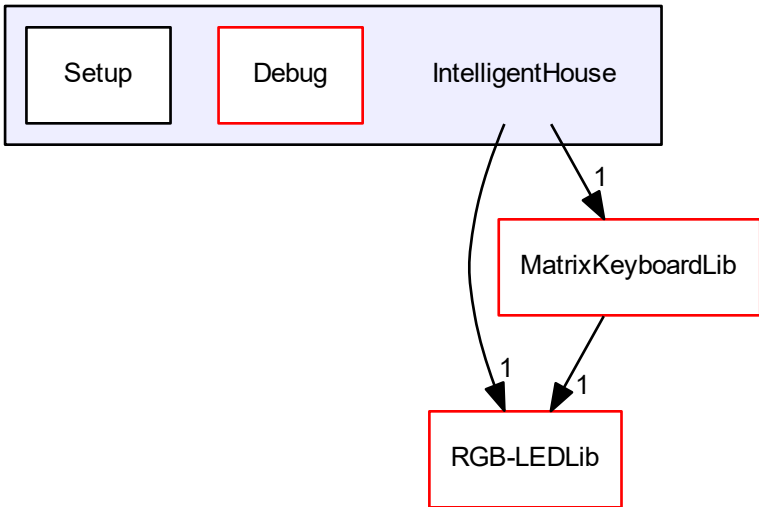 Setup
Debug
IntelligentHouse
1
MatrixKeyboardLib
1
1
RGB-LEDLib